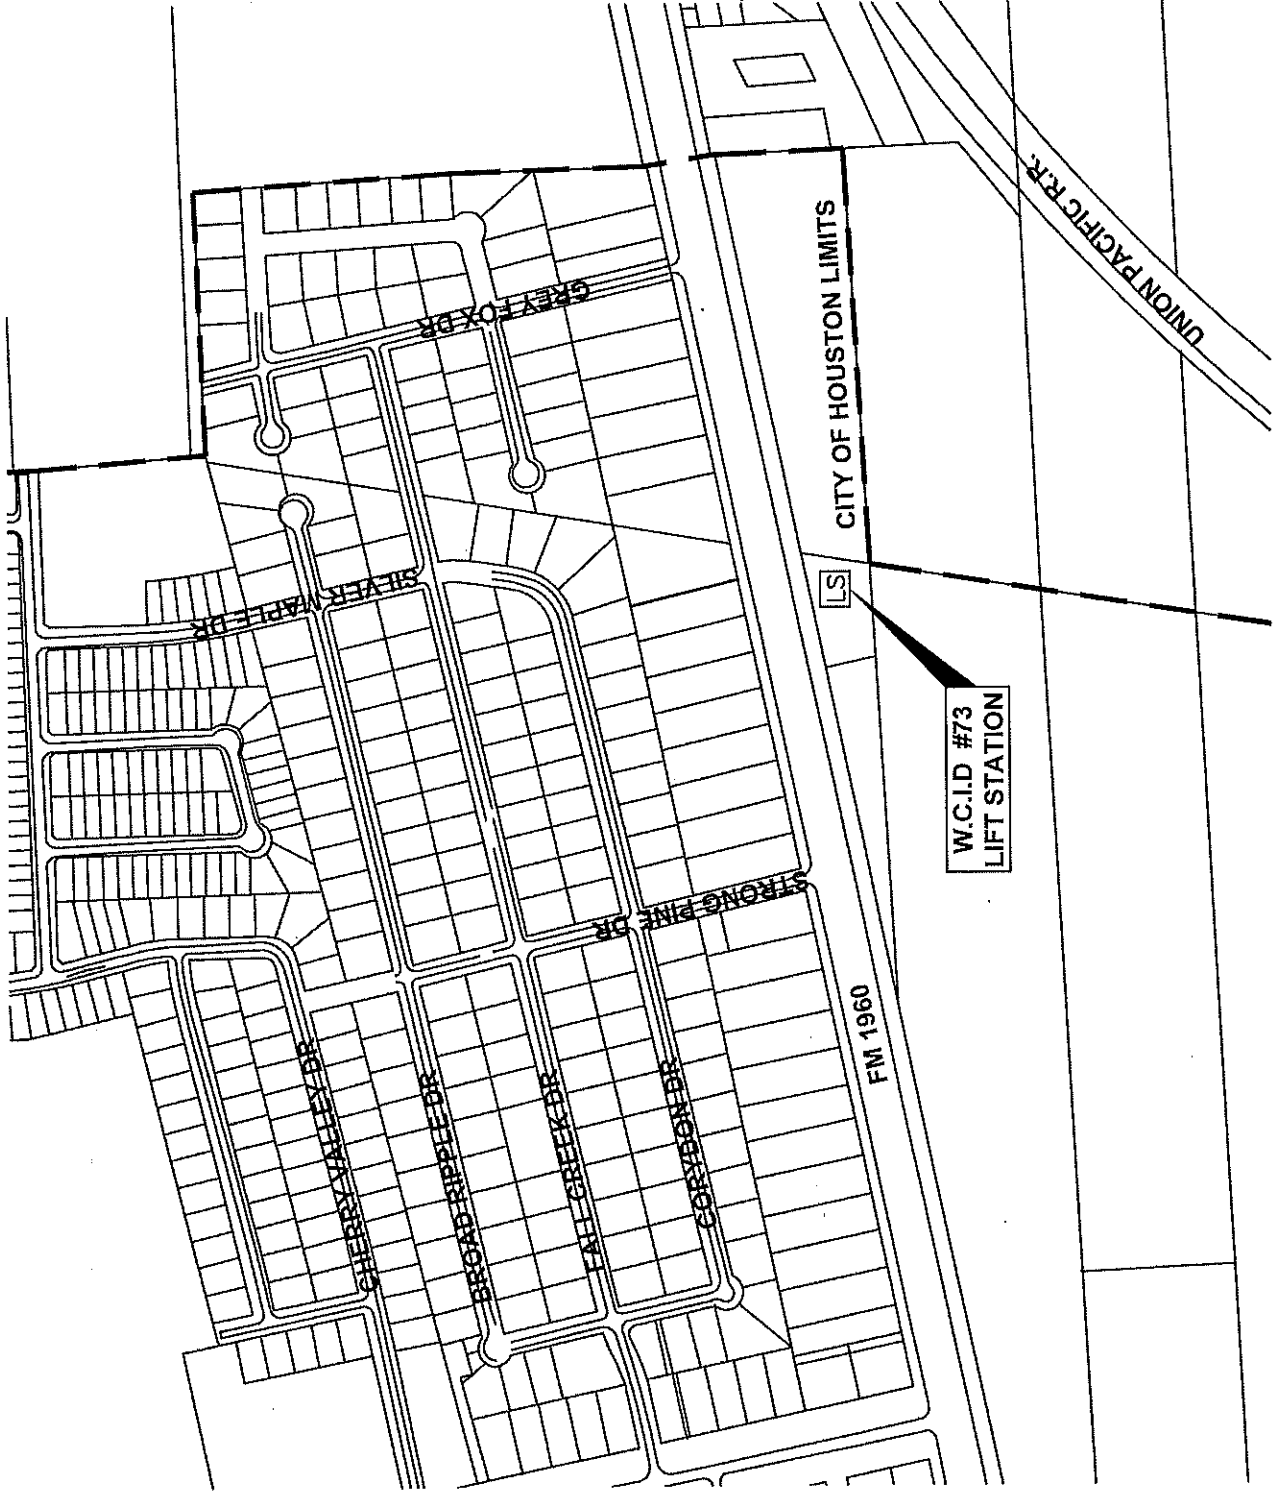 GREY FOX DR
SILVER MAPLE DR
UNION PACIFIC R.R.
CITY OF HOUSTON LIMITS
LS
W.C.I.D #73
LIFT STATION
STRONG PINE DR
FM 1960
CHERRY VALLEY DR
BROAD RIPPLE DR
FALL CREEK DR
CORYDON DR